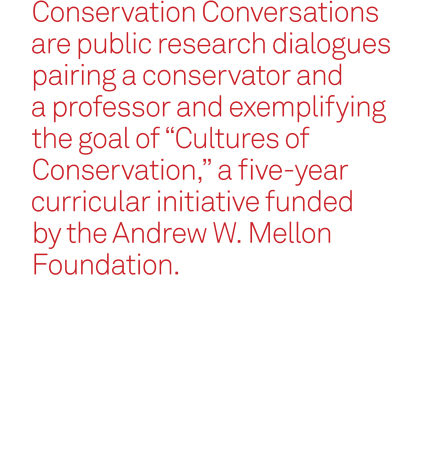 Conservation Conversations
are public research dialogues
pairing a conservator and
a professor and exemplifying
the goal of “Cultures of
Conservation,” a five-year
curricular initiative funded
by the Andrew W. Mellon
Foundation.